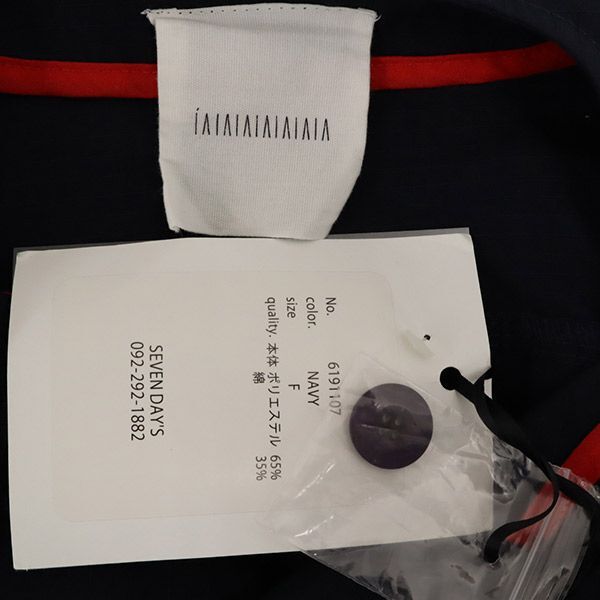 No. 6191107
color. NAVY
size F
quality. 本体 ポリエステル 65%
綿 35%
SEVEN DAY'S
092-292-1882